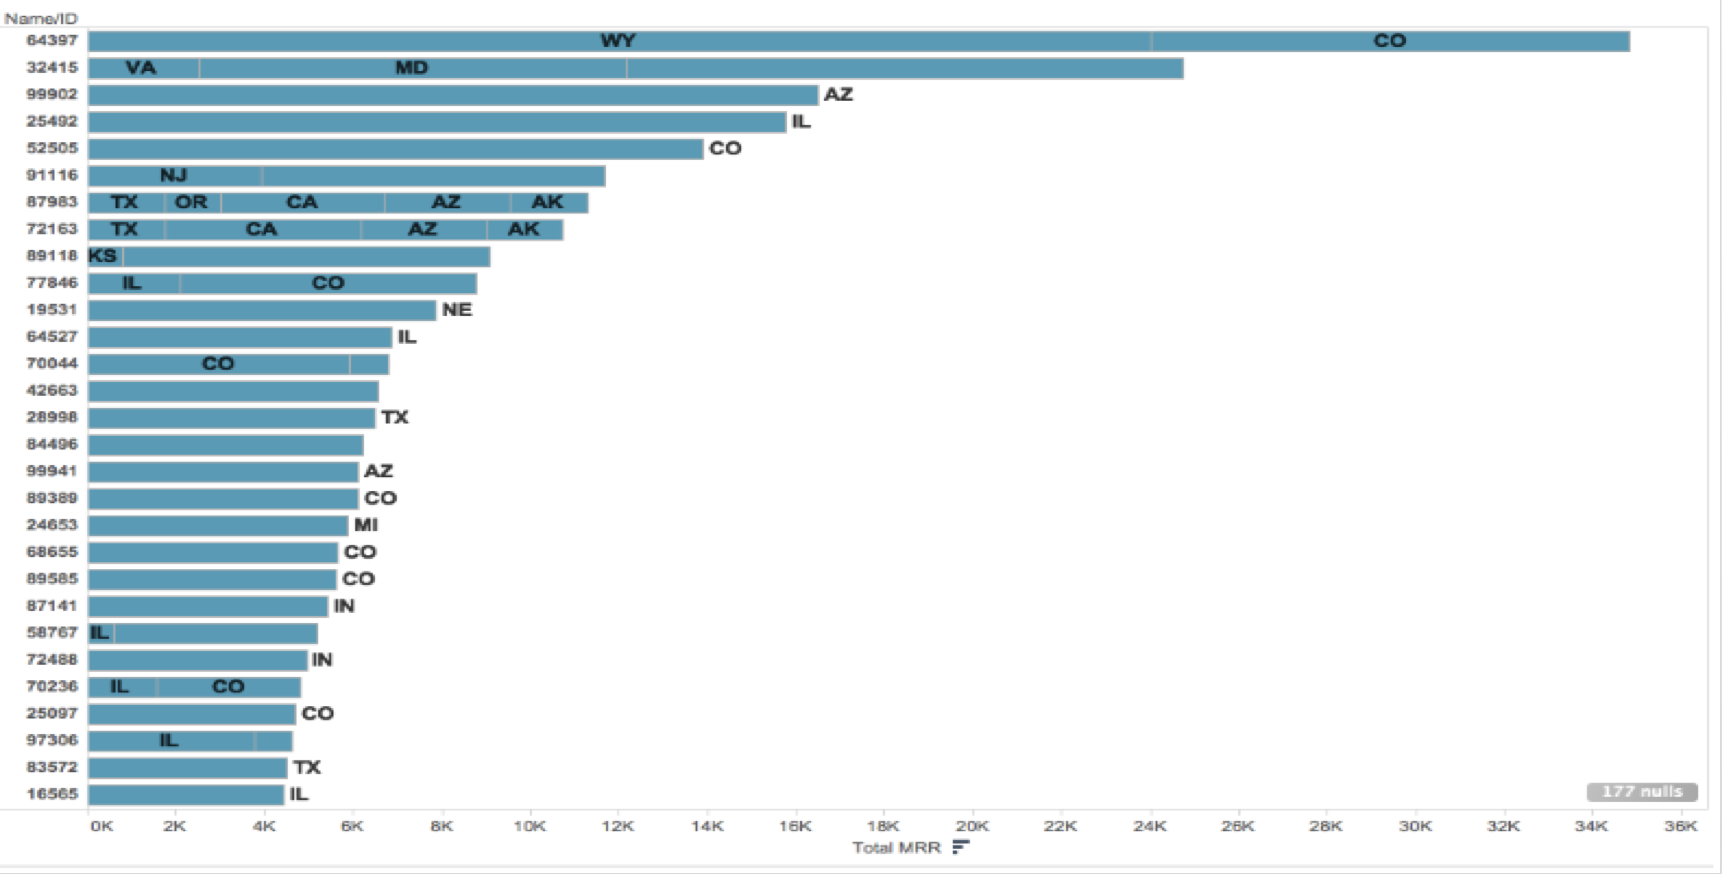 Name/ID
64397 WY CO
32415 VA MD
99902 AZ
25492 IL
52505 CO
91116 NJ
87983 TX OR CA AZ AK
72163 TX CA AZ AK
89118 KS
77846 IL CO
19531 NE
64527 IL
70044 CO
42663
28998 TX
84496
99941 AZ
89389 CO
24653 MI
68655 CO
89585 CO
87141 IN
58767 IL
72488 IN
70236 IL CO
25097 CO
97306 IL
83572 TX
16565 IL
177 nulls
0K 2K 4K 6K 8K 10K 12K 14K 16K 18K 20K 22K 24K 26K 28K 30K 32K 34K 36K
Total MRR